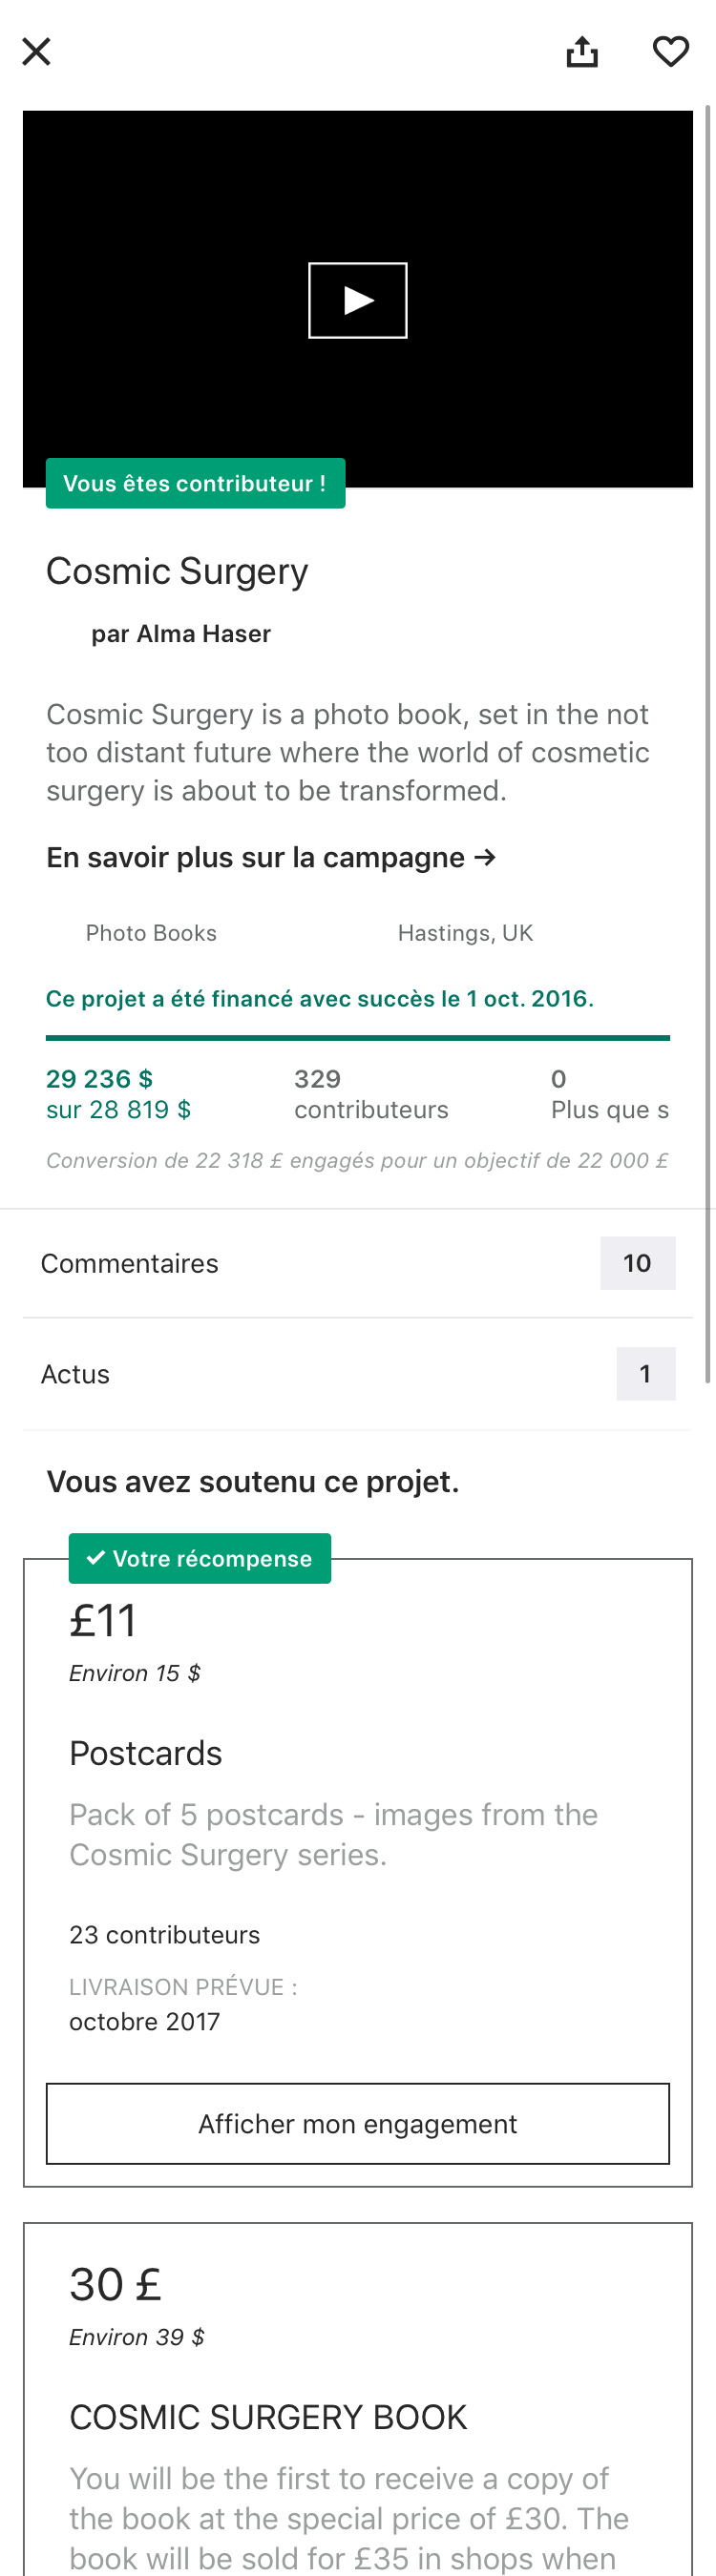 Vous êtes contributeur !
Cosmic Surgery
par Alma Haser
Cosmic Surgery is a photo book, set in the not
too distant future where the world of cosmetic
surgery is about to be transformed.
En savoir plus sur la campagne →
Photo Books
Hastings, UK
Ce projet a été financé avec succès le 1 oct. 2016.
29 236 $
sur 28 819 $
329
contributeurs
0
Plus que s
Conversion de 22 318 £ engagés pour un objectif de 22 000 £
Commentaires
10
Actus
1
Vous avez soutenu ce projet.
✓ Votre récompense
£11
Environ 15 $
Postcards
Pack of 5 postcards - images from the
Cosmic Surgery series.
23 contributeurs
LIVRAISON PRÉVUE :
octobre 2017
Afficher mon engagement
30 £
Environ 39 $
COSMIC SURGERY BOOK
You will be the first to receive a copy of
the book at the special price of £30. The
book will be sold for £35 in shops when